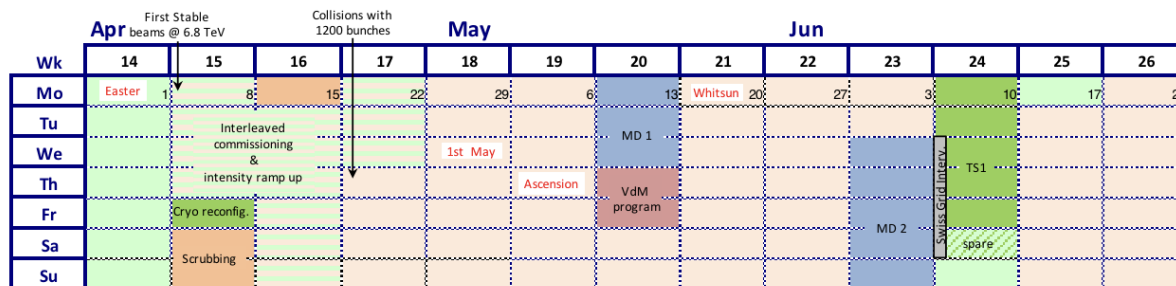 First Stable
beams @ 6.8 TeV
Collisions with
1200 bunches
Apr May Jun
Wk 14 15 16 17 18 19 20 21 22 23 24 25 26
Mo Easter 1 8 15 22 29 6 13 Whitsun 20 27 3 10 17 2
Tu
Interleaved
commissioning
&
intensity ramp up
MD 1
We 1st May
Th Ascension
VdM
program
TS1
Swiss Grid Interv.
Fr Cryo reconfig.
MD 2
Sa spare
Scrubbing
Su